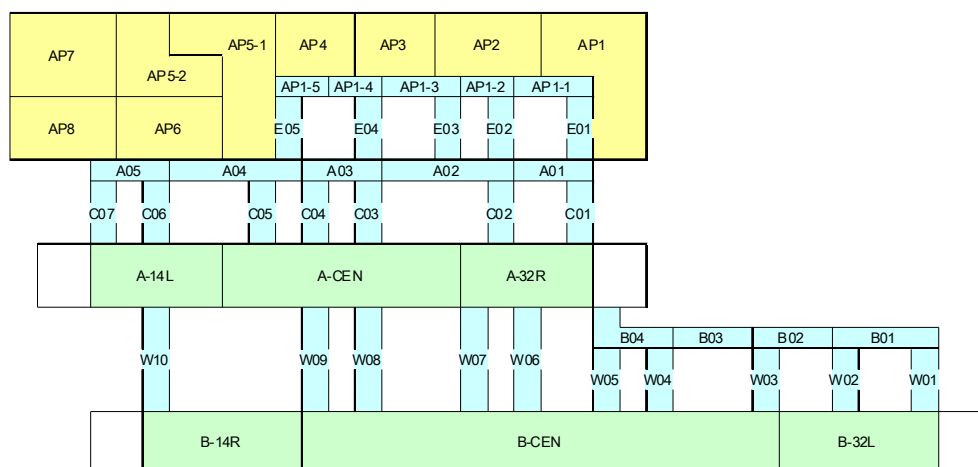 AP7
AP5-1
AP4
AP3
AP2
AP1
AP5-2
AP1-5
AP1-4
AP1-3
AP1-2
AP1-1
AP8
AP6
E05
E04
E03
E02
E01
A05
A04
A03
A02
A01
C07
C06
C05
C04
C03
C02
C01
A-14L
A-CEN
A-32R
B04
B03
B02
B01
W10
W09
W08
W07
W06
W05
W04
W03
W02
W01
B-14R
B-CEN
B-32L